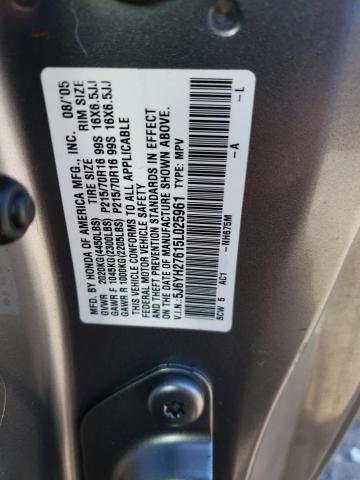 MFD. BY HONDA OF AMERICA MFG., INC. 08/'05
TIRE SIZE RIM SIZE
GVWR 2020KG(4450LBS)
GAWR F 1045KG(2300LBS) P215/70R16 99S 16X6.5JJ
GAWR R 1000KG(2205LBS) P215/70R16 99S 16X6.5JJ
THIS VEHICLE CONFORMS TO ALL APPLICABLE
FEDERAL MOTOR VEHICLE SAFETY
AND THEFT PREVENTION STANDARDS IN EFFECT
ON THE DATE OF MANUFACTURE SHOWN ABOVE.
V.I.N.:5J6YH27615L025961 TYPE: MPV
SCW 5 AC1 -NH675M -A -L